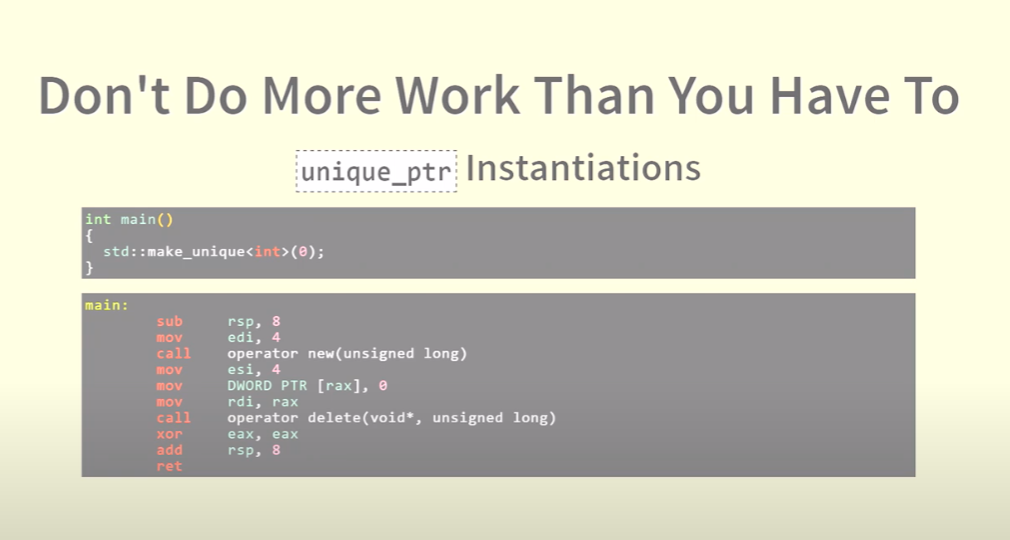 Don't Do More Work Than You Have To
unique_ptr Instantiations
int main()
{
  std::make_unique<int>(0);
}
main:
        sub     rsp, 8
        mov     edi, 4
        call    operator new(unsigned long)
        mov     esi, 4
        mov     DWORD PTR [rax], 0
        mov     rdi, rax
        call    operator delete(void*, unsigned long)
        xor     eax, eax
        add     rsp, 8
        ret